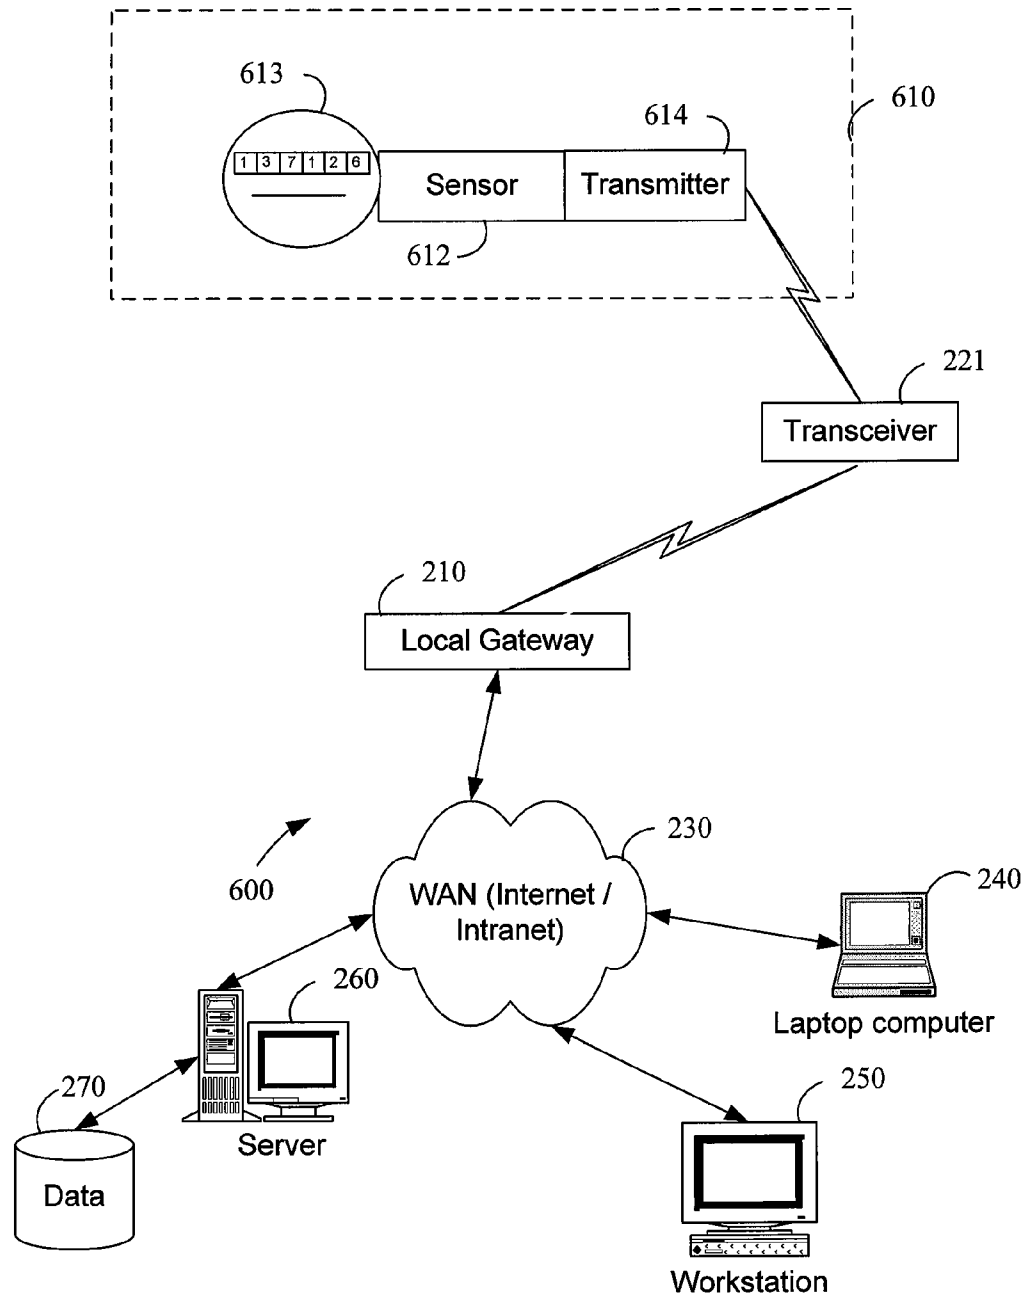 613
614
610
1 3 7 1 2 6
Sensor
Transmitter
612
221
Transceiver
210
Local Gateway
230
600
WAN (Internet /
Intranet)
240
260
Laptop computer
270
250
Server
Data
Workstation